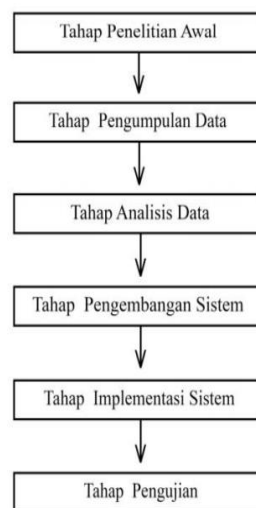 Tahap Penelitian Awal
Tahap Pengumpulan Data
Tahap Analisis Data
Tahap Pengembangan Sistem
Tahap Implementasi Sistem
Tahap Pengujian